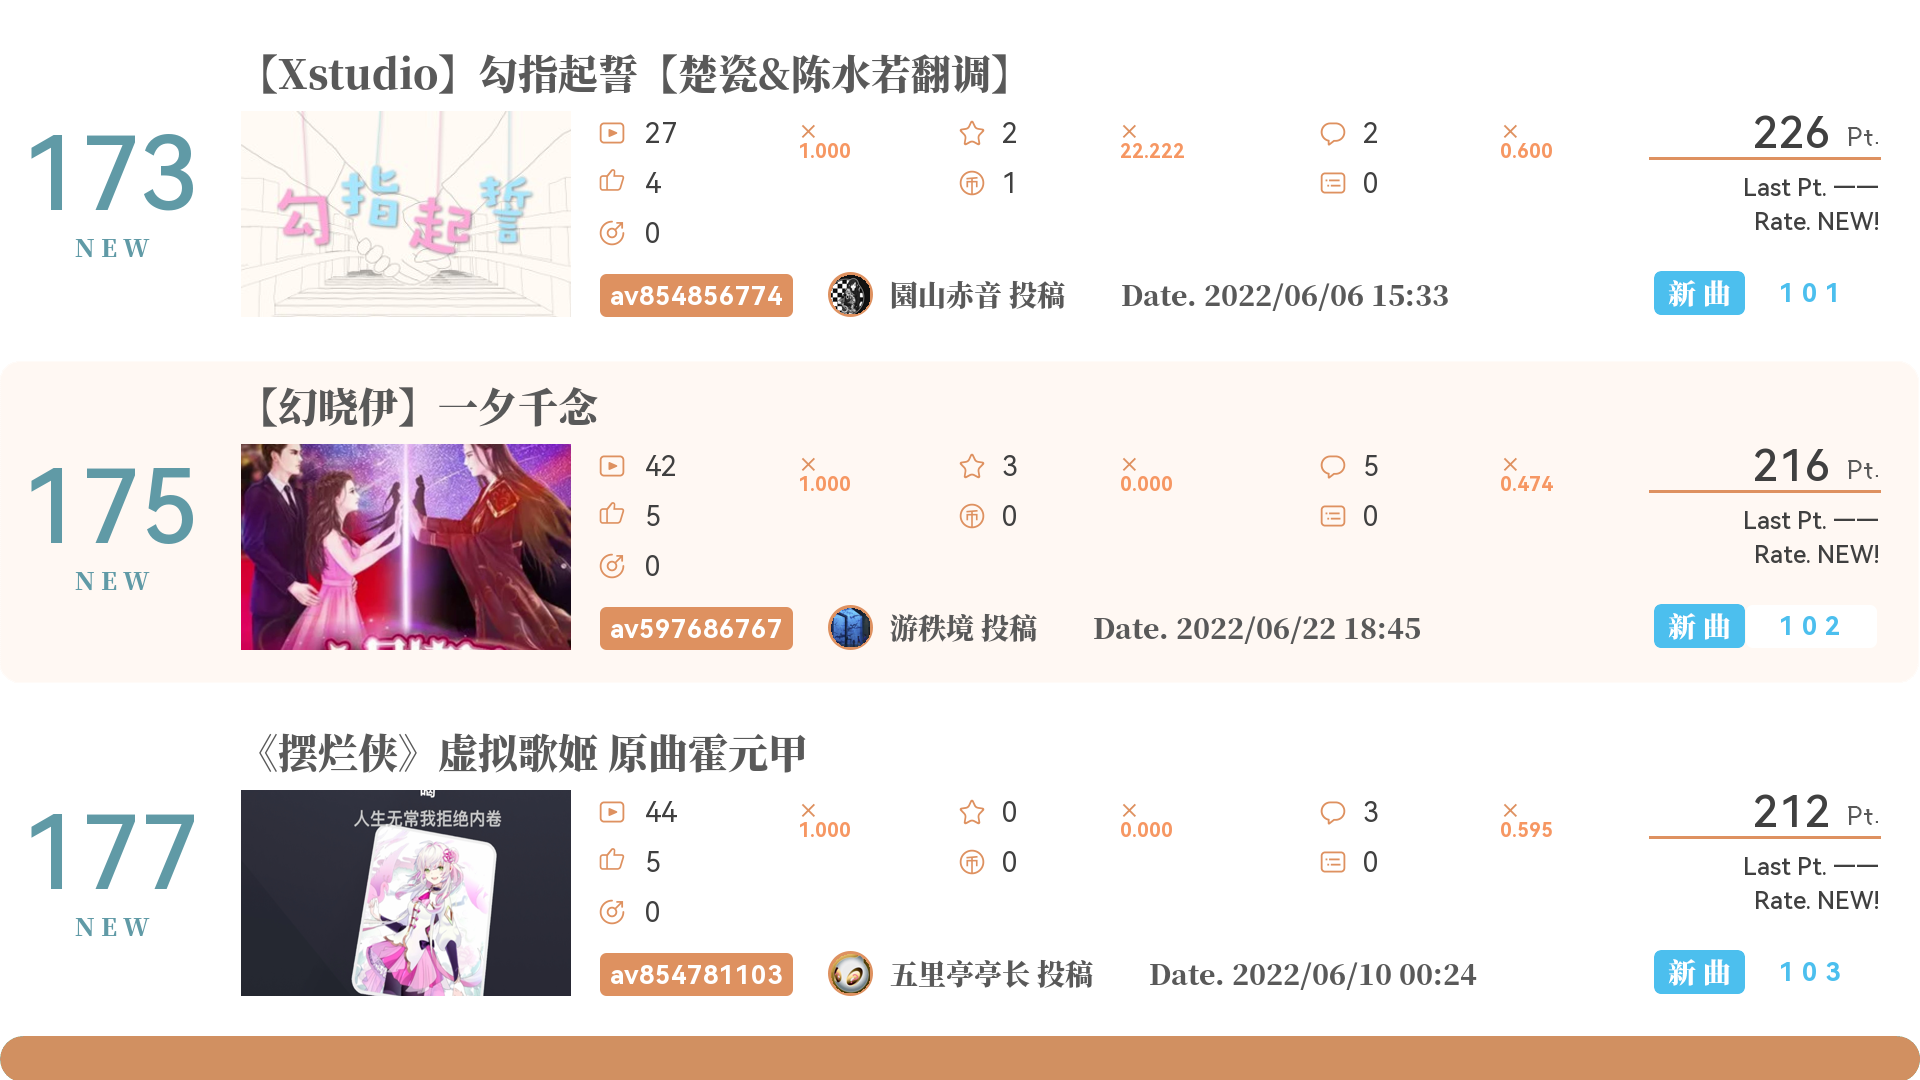 【Xstudio】勾指起誓【楚瓷&陈水若翻调】
173
NEW
勾指起誓
27
×
1.000
2
×
22.222
2
×
0.600
4
1
0
0
226 Pt.
Last Pt. ——
Rate. NEW!
av854856774
園山赤音 投稿
Date. 2022/06/06 15:33
新曲 101
【幻晓伊】一夕千念
175
NEW
42
×
1.000
3
×
0.000
5
×
0.474
5
0
0
0
216 Pt.
Last Pt. ——
Rate. NEW!
av597686767
游秩境 投稿
Date. 2022/06/22 18:45
新曲 102
《摆烂侠》虚拟歌姬 原曲霍元甲
177
NEW
人生无常我拒绝内卷
44
×
1.000
0
×
0.000
3
×
0.595
5
0
0
0
212 Pt.
Last Pt. ——
Rate. NEW!
av854781103
五里亭亭长 投稿
Date. 2022/06/10 00:24
新曲 103